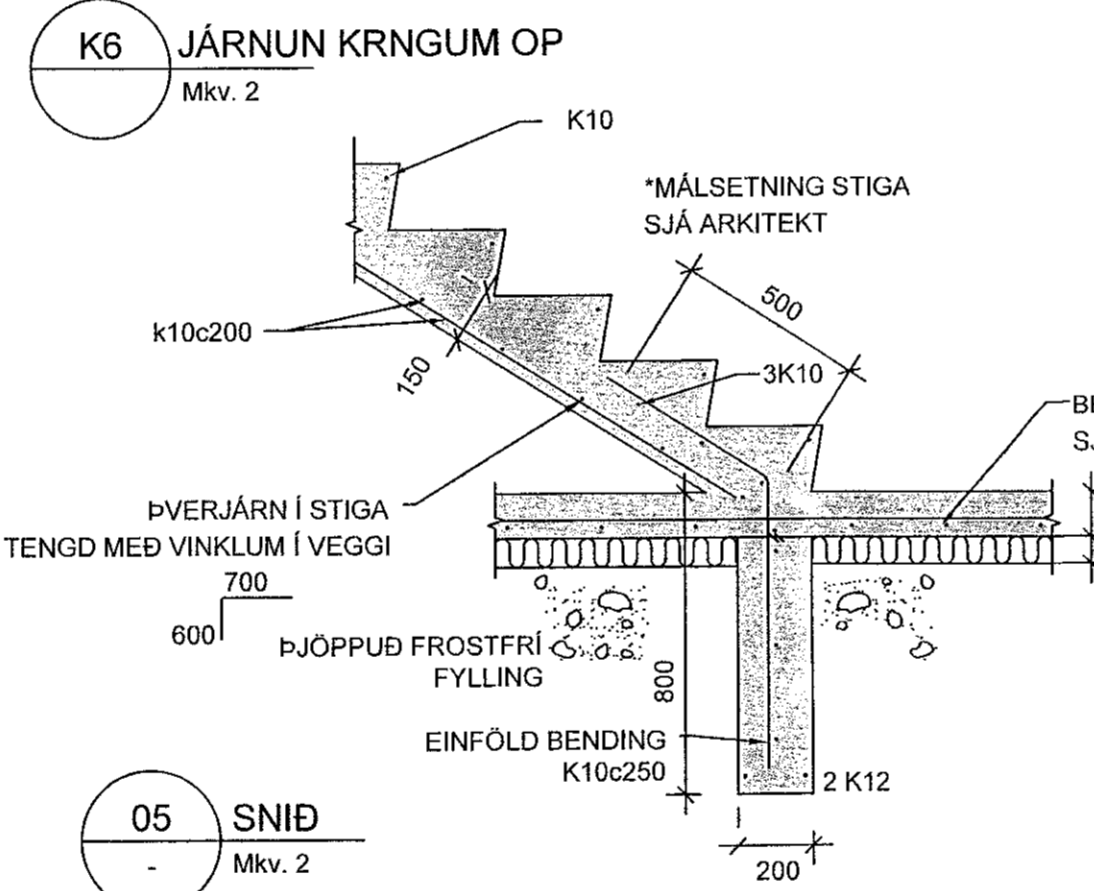 K6
JÁRNUN KRNGUM OP
Mkv. 2
K10
*MÁLSETNING STIGA
SJÁ ARKITEKT
500
k10c200
150
3K10
ÞVERJÁRN Í STIGA
TENGD MEÐ VINKLUM Í VEGGI
700
600
ÞJÖPPUÐ FROSTFRÍ
FYLLING
800
EINFÖLD BENDING
K10c250
2 K12
200
05
SNIÐ
-
Mkv. 2